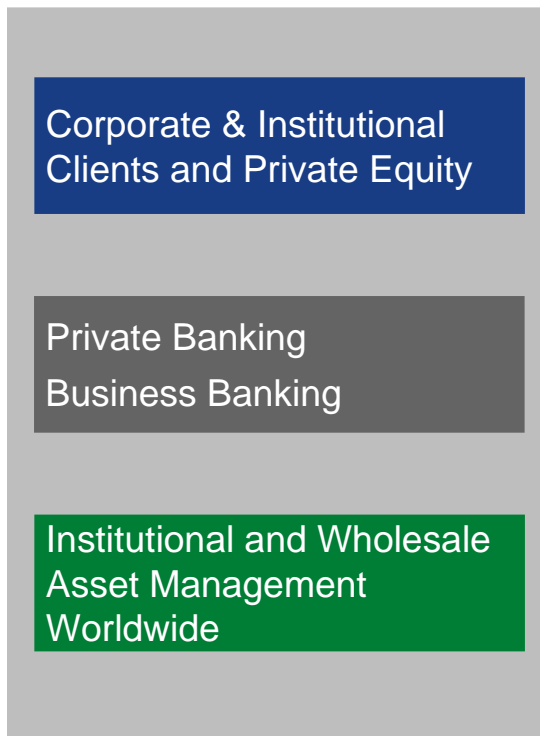 Corporate & Institutional
Clients and Private Equity
Private Banking
Business Banking
Institutional and Wholesale
Asset Management
Worldwide